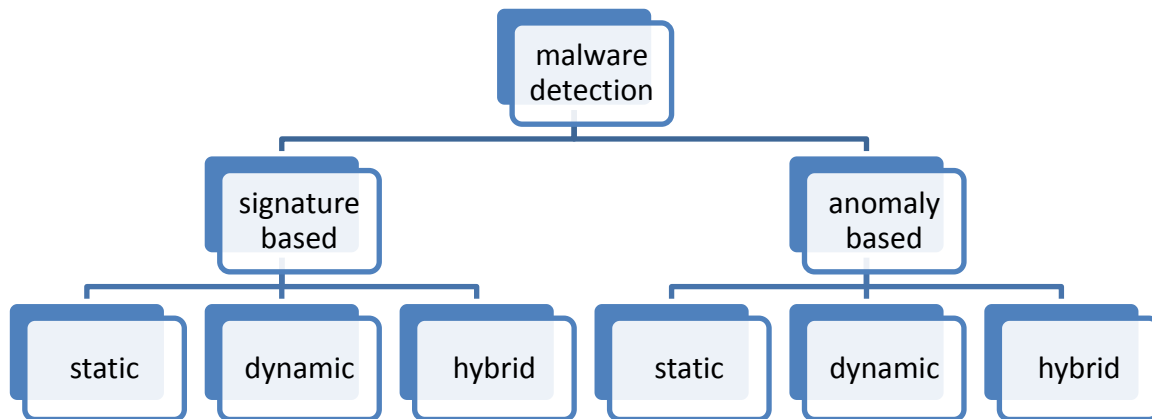 malware
detection
signature
based
anomaly
based
static
dynamic
hybrid
static
dynamic
hybrid